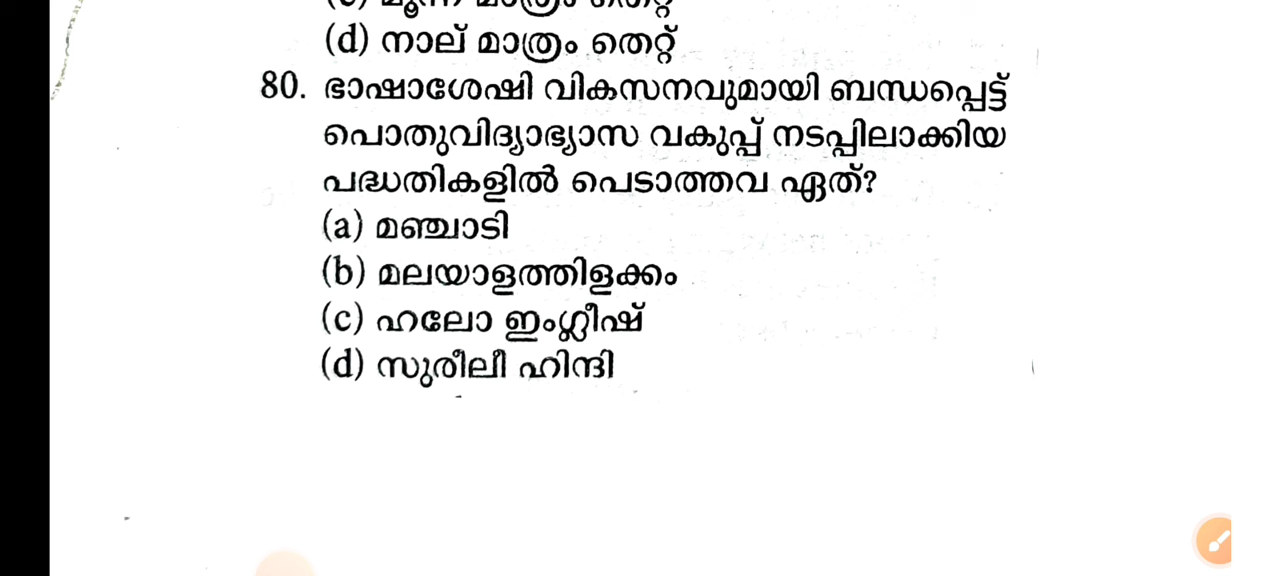 (c) മൂന്ന് മാത്രം തെറ്റ്
(d) നാല് മാത്രം തെറ്റ്
80. ഭാഷാശേഷി വികസനവുമായി ബന്ധപ്പെട്ട്
പൊതുവിദ്യാഭ്യാസ വകുപ്പ് നടപ്പിലാക്കിയ
പദ്ധതികളിൽ പെടാത്തവ ഏത്?
(a) മഞ്ചാടി
(b) മലയാളത്തിളക്കം
(c) ഹലോ ഇംഗ്ലീഷ്
(d) സുരീലീ ഹിന്ദി